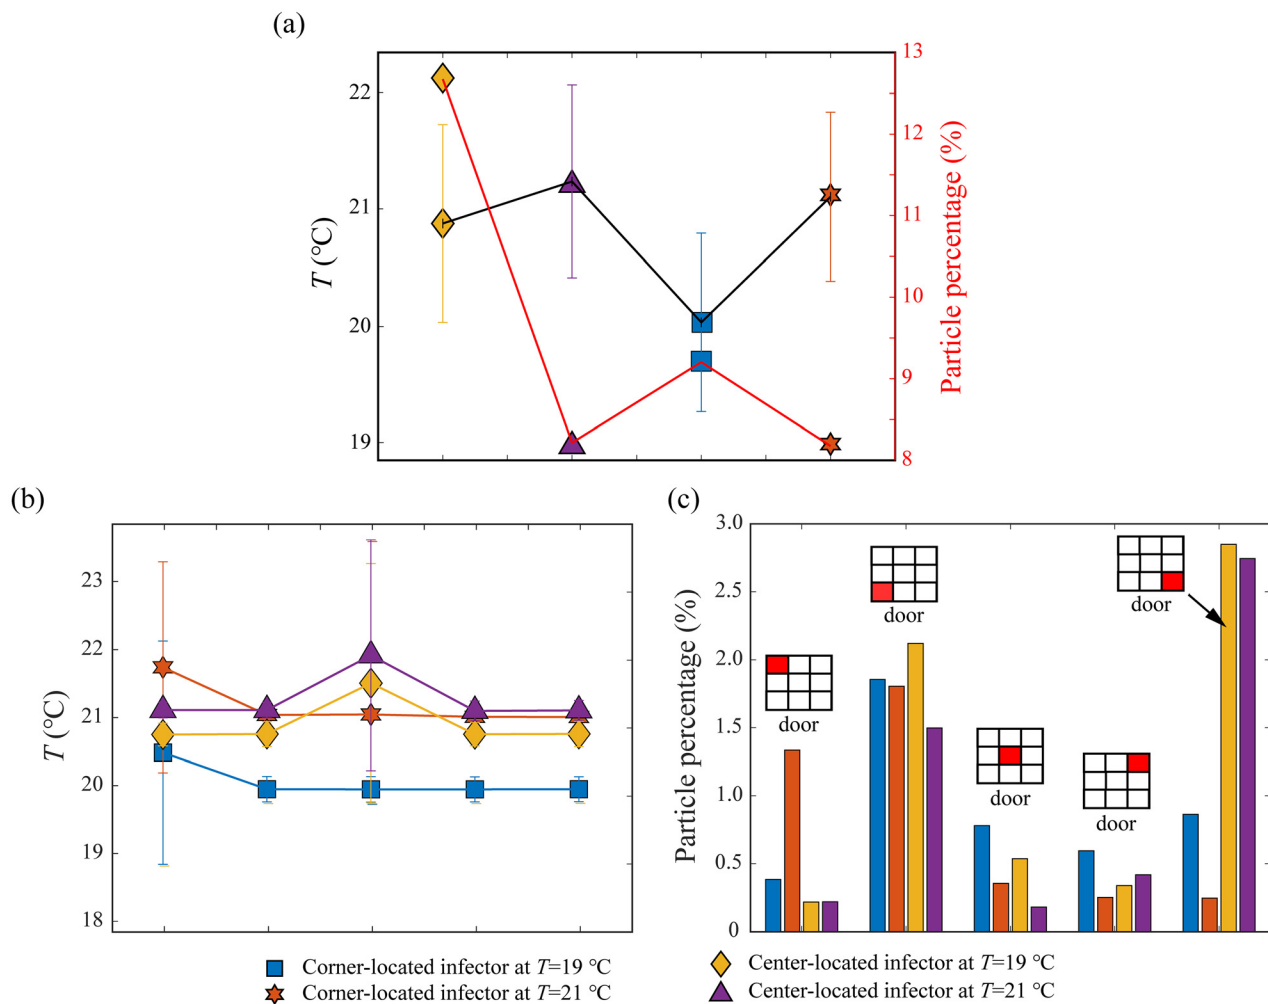 (a)
13
22
12
21
11
T (°C)
Particle percentage (%)
10
20
9
19
8
(b)
(c)
3.0
23
2.5
door
door
22
2.0
door
21
1.5
T (°C)
Particle percentage (%)
20
1.0
door
door
19
0.5
18
0
Corner-located infector at T=19 °C
Center-located infector at T=19 °C
Corner-located infector at T=21 °C
Center-located infector at T=21 °C